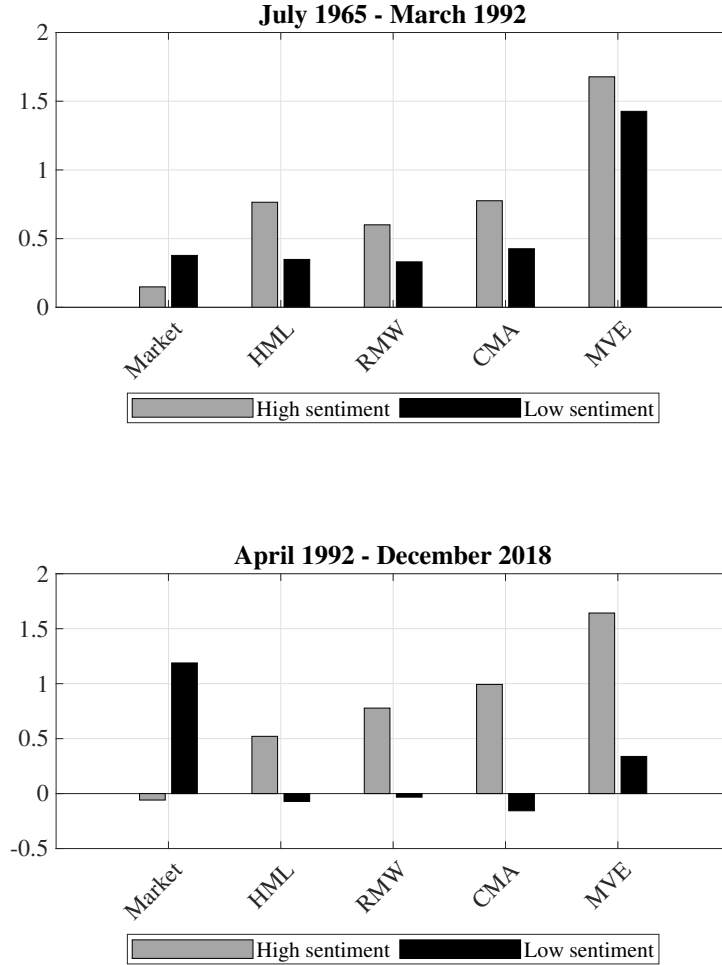 July 1965 - March 1992
2
1.5
1
0.5
0
Market
HML
RMW
CMA
MVE
High sentiment
Low sentiment
April 1992 - December 2018
2
1.5
1
0.5
0
-0.5
Market
HML
RMW
CMA
MVE
High sentiment
Low sentiment